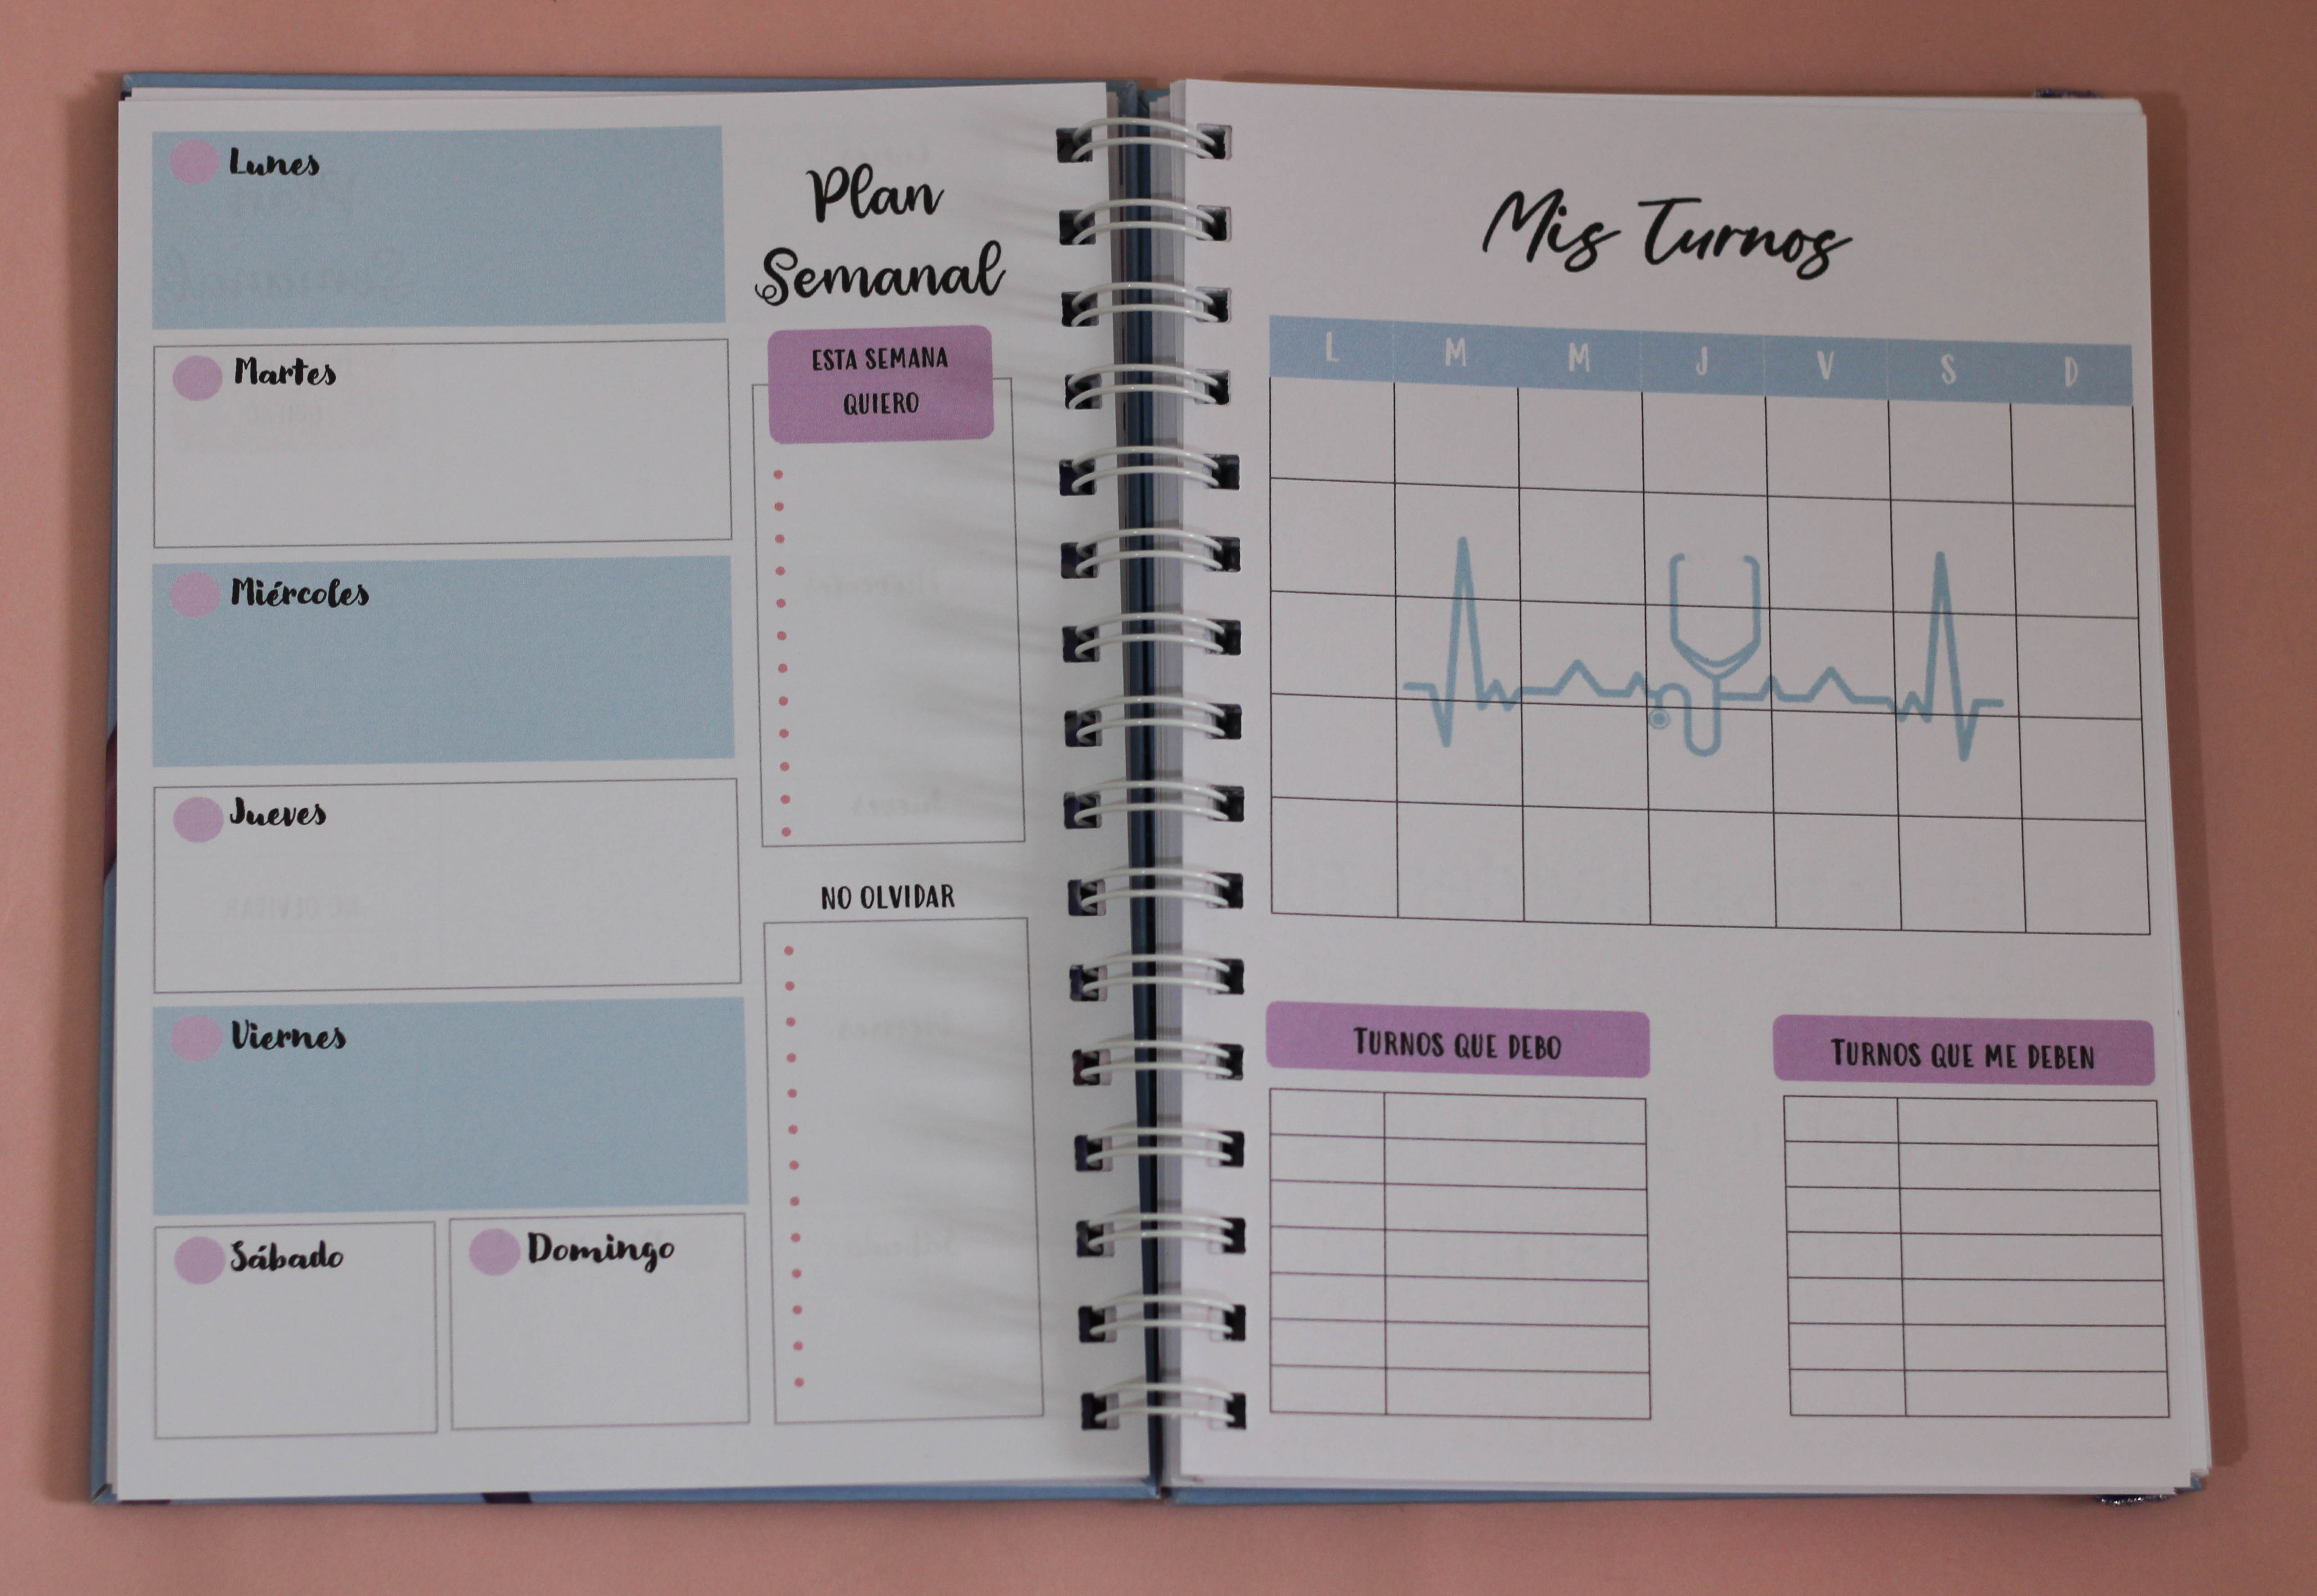 Lunes
Martes
Miércoles
Jueves
Viernes
Sábado
Domingo
Plan
Semanal
ESTA SEMANA
QUIERO
NO OLVIDAR
Mis Turnos
L M M J V S D
TURNOS QUE DEBO
TURNOS QUE ME DEBEN